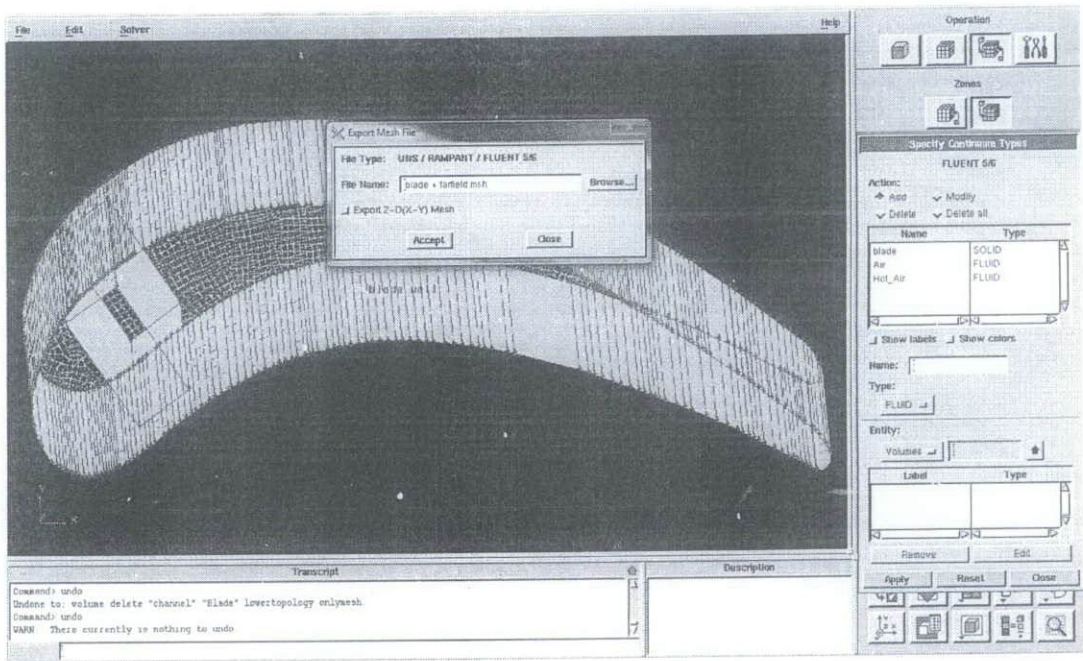 File Edit Solver Help
Export Mesh File
File Type: UNS / RAMPANT / FLUENT 5/6
File Name: blade + farfield.msh Browse...
Export 2-D(X-Y) Mesh
Accept Close
Operation
Zones
Specify Continuum Types
FLUENT 5/6
Action:
Add Modify
Delete Delete all
Name Type
blade SOLID
Air FLUID
Hot_Air FLUID
Show labels Show colors
Name:
Type:
FLUID
Entity:
Volumes
Label Type
Remove Edit
Apply Reset Close
Transcript
Command> undo
Undone to: volume delete "channel" "Blade" lowertopology onlymesh
Command> undo
WARN There currently is nothing to undo
Description